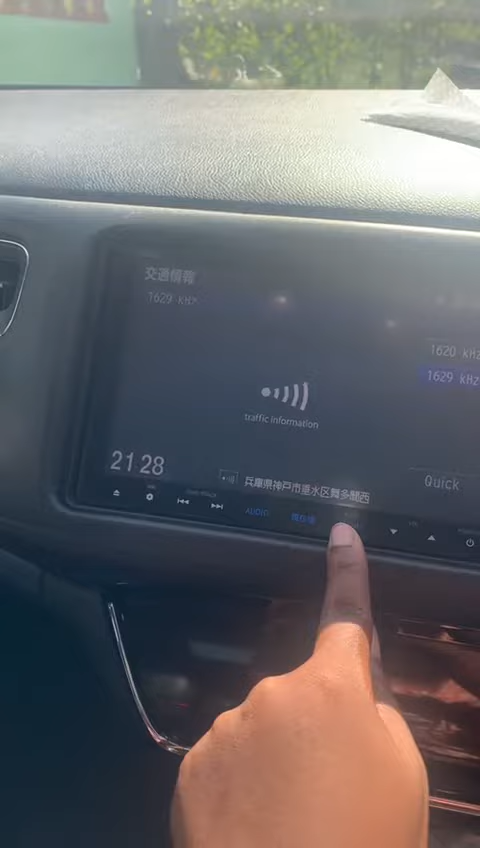 交通情報
1629 kHz
1620 kHz
1629 kHz
traffic information
21:28
兵庫県神戸市垂水区舞多聞西
Quick
AUDIO
現在地